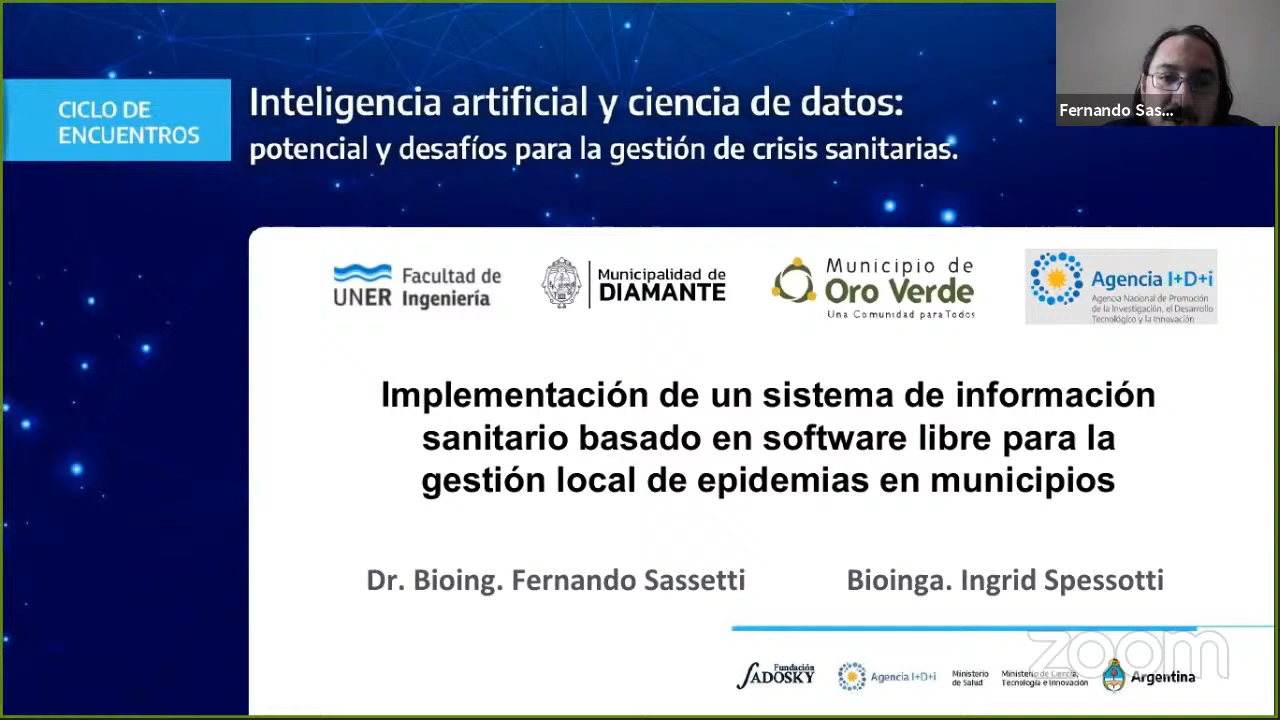 CICLO DE
ENCUENTROS
Inteligencia artificial y ciencia de datos:
potencial y desafíos para la gestión de crisis sanitarias.
Fernando Sas...
UNER
Facultad de
Ingeniería
Municipalidad de
DIAMANTE
Municipio de
Oro Verde
Una Comunidad para Todos
Agencia I+D+i
Agencia Nacional de Promoción
de la Investigación, el Desarrollo
Tecnológico y la Innovación
Implementación de un sistema de información
sanitario basado en software libre para la
gestión local de epidemias en municipios
Dr. Bioing. Fernando Sassetti
Bioinga. Ingrid Spessotti
zoom
Fundación
SADOSKY
Agencia I+D+i
Ministerio
de Salud
Ministerio de Ciencia,
Tecnología e Innovación
Argentina